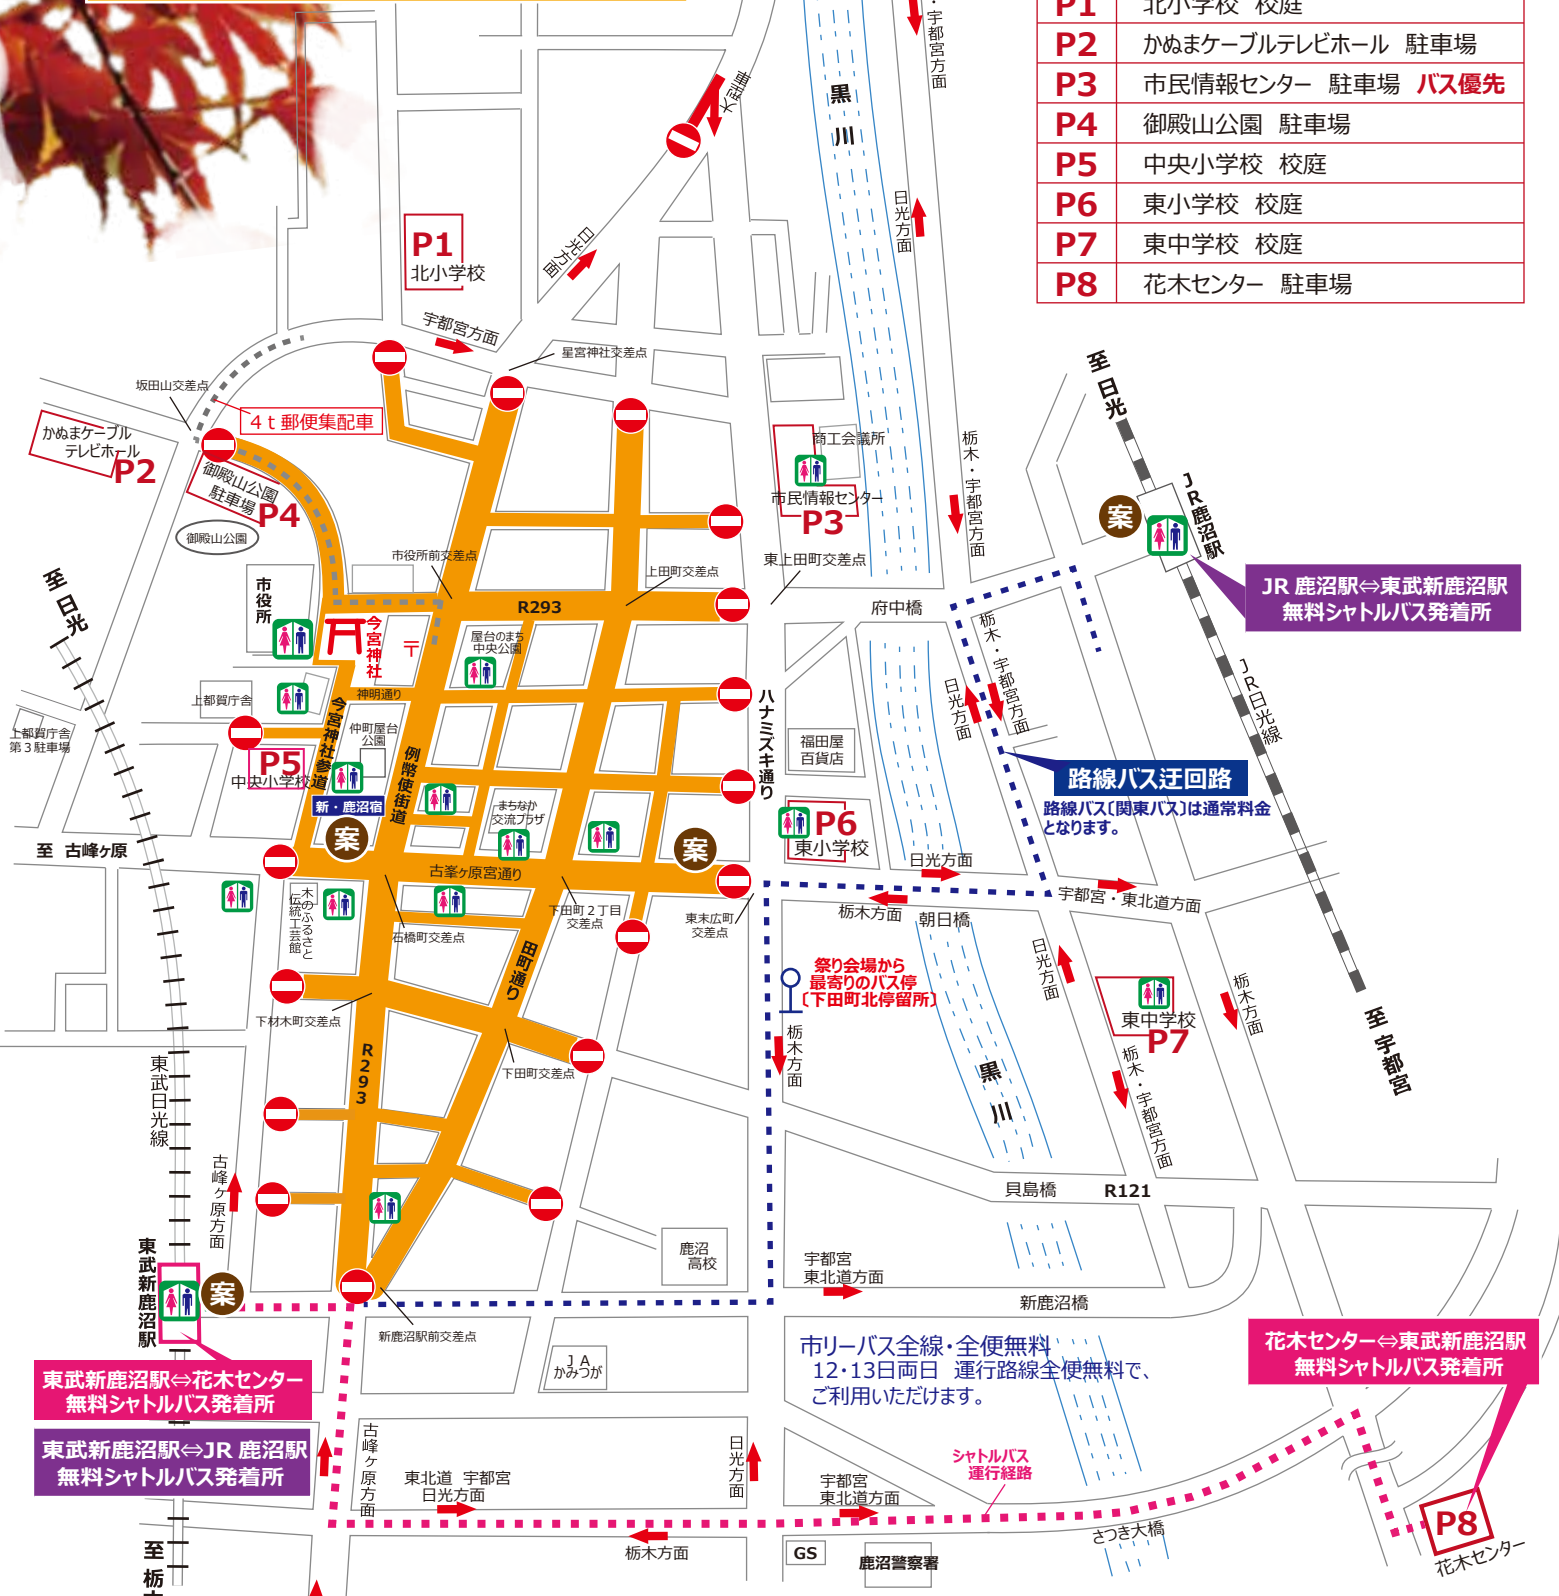 P1 北小学校 校庭
P2 かぬまケーブルテレビホール 駐車場
P3 市民情報センター 駐車場 バス優先
P4 御殿山公園 駐車場
P5 中央小学校 校庭
P6 東小学校 校庭
P7 東中学校 校庭
P8 花木センター 駐車場
・宇都宮方面
大型車
黒川
日光方面
P1
北小学校
日光方面
宇都宮方面
星宮神社交差点
坂田山交差点
4t郵便集配車
かぬまケーブル
テレビホール
P2
御殿山公園
駐車場
P4
御殿山公園
商工会議所
市民情報センター
P3
栃木・宇都宮方面
至 日光
案
JR鹿沼駅
JR 鹿沼駅⇔東武新鹿沼駅
無料シャトルバス発着所
市役所前交差点
上田町交差点
東上田町交差点
R293
府中橋
至 日光
市役所
今宮神社
〒
屋台のまち
中央公園
神明通り
上都賀庁舎
上都賀庁舎
第3駐車場
今宮神社参道
仲町屋台
公園
例幣使街道
ハナミズキ通り
福田屋
百貨店
日光方面
栃木・宇都宮方面
JR日光線
路線バス迂回路
路線バス〔関東バス〕は通常料金
となります。
P5
中央小学校
新・鹿沼宿
案
まちなか
交流プラザ
案
P6
東小学校
至 古峰ヶ原
古峯ヶ原宮通り
日光方面
宇都宮・東北道方面
栃木方面
朝日橋
木のふるさと
伝統工芸館
石橋町交差点
下田町2丁目
交差点
東末広町
交差点
田町通り
祭り会場から
最寄りのバス停
〔下田町北停留所〕
栃木方面
下材木町交差点
下田町交差点
R293
日光方面
東中学校
P7
栃木方面
栃木・宇都宮方面
至 宇都宮
黒川
東武日光線
古峰ヶ原方面
貝島橋
R121
鹿沼
高校
東武新鹿沼駅
案
宇都宮
東北道方面
新鹿沼橋
新鹿沼駅前交差点
JA
かみつが
市リーバス全線・全便無料
12・13日両日 運行路線全便無料で、
ご利用いただけます。
花木センター⇔東武新鹿沼駅
無料シャトルバス発着所
東武新鹿沼駅⇔花木センター
無料シャトルバス発着所
東武新鹿沼駅⇔JR 鹿沼駅
無料シャトルバス発着所
古峰ヶ原方面
東北道 宇都宮
日光方面
日光方面
宇都宮
東北道方面
シャトルバス
運行経路
栃木方面
GS
鹿沼警察署
さつき大橋
P8
花木センター
至 栃木